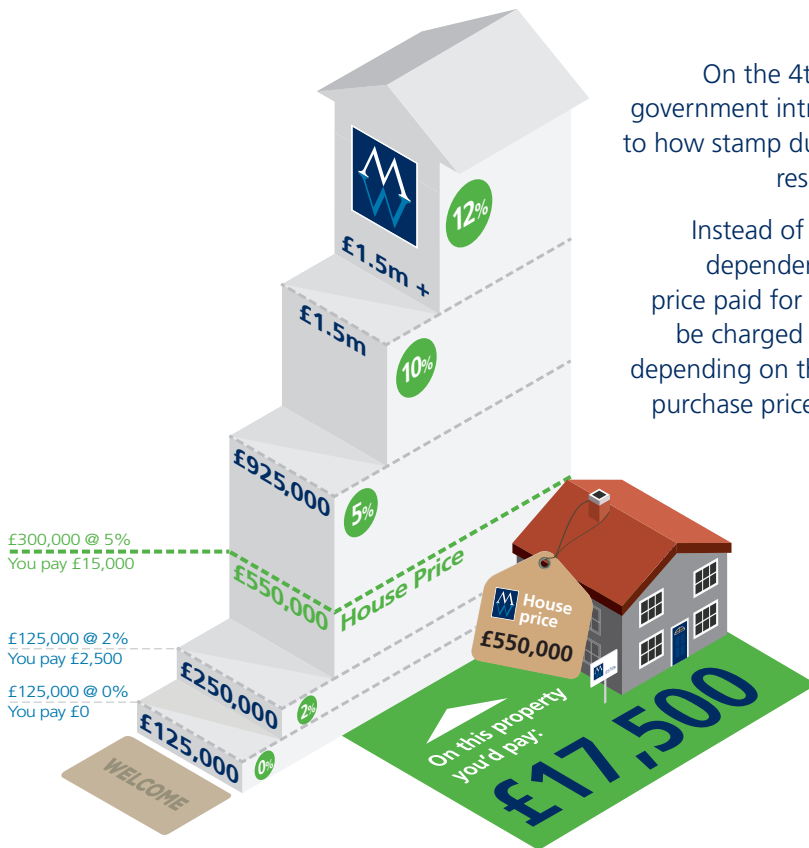 On the 4t
government intr
to how stamp du
res
Instead of
depender
price paid for
be charged
depending on th
purchase price
MW
12%
£1.5m +
£1.5m
10%
£925,000
5%
£300,000 @ 5%
You pay £15,000
£550,000
House Price
£125,000 @ 2%
You pay £2,500
£250,000
2%
£125,000 @ 0%
You pay £0
£125,000
0%
WELCOME
MW
House
price
£550,000
On this property
you'd pay:
£17,500